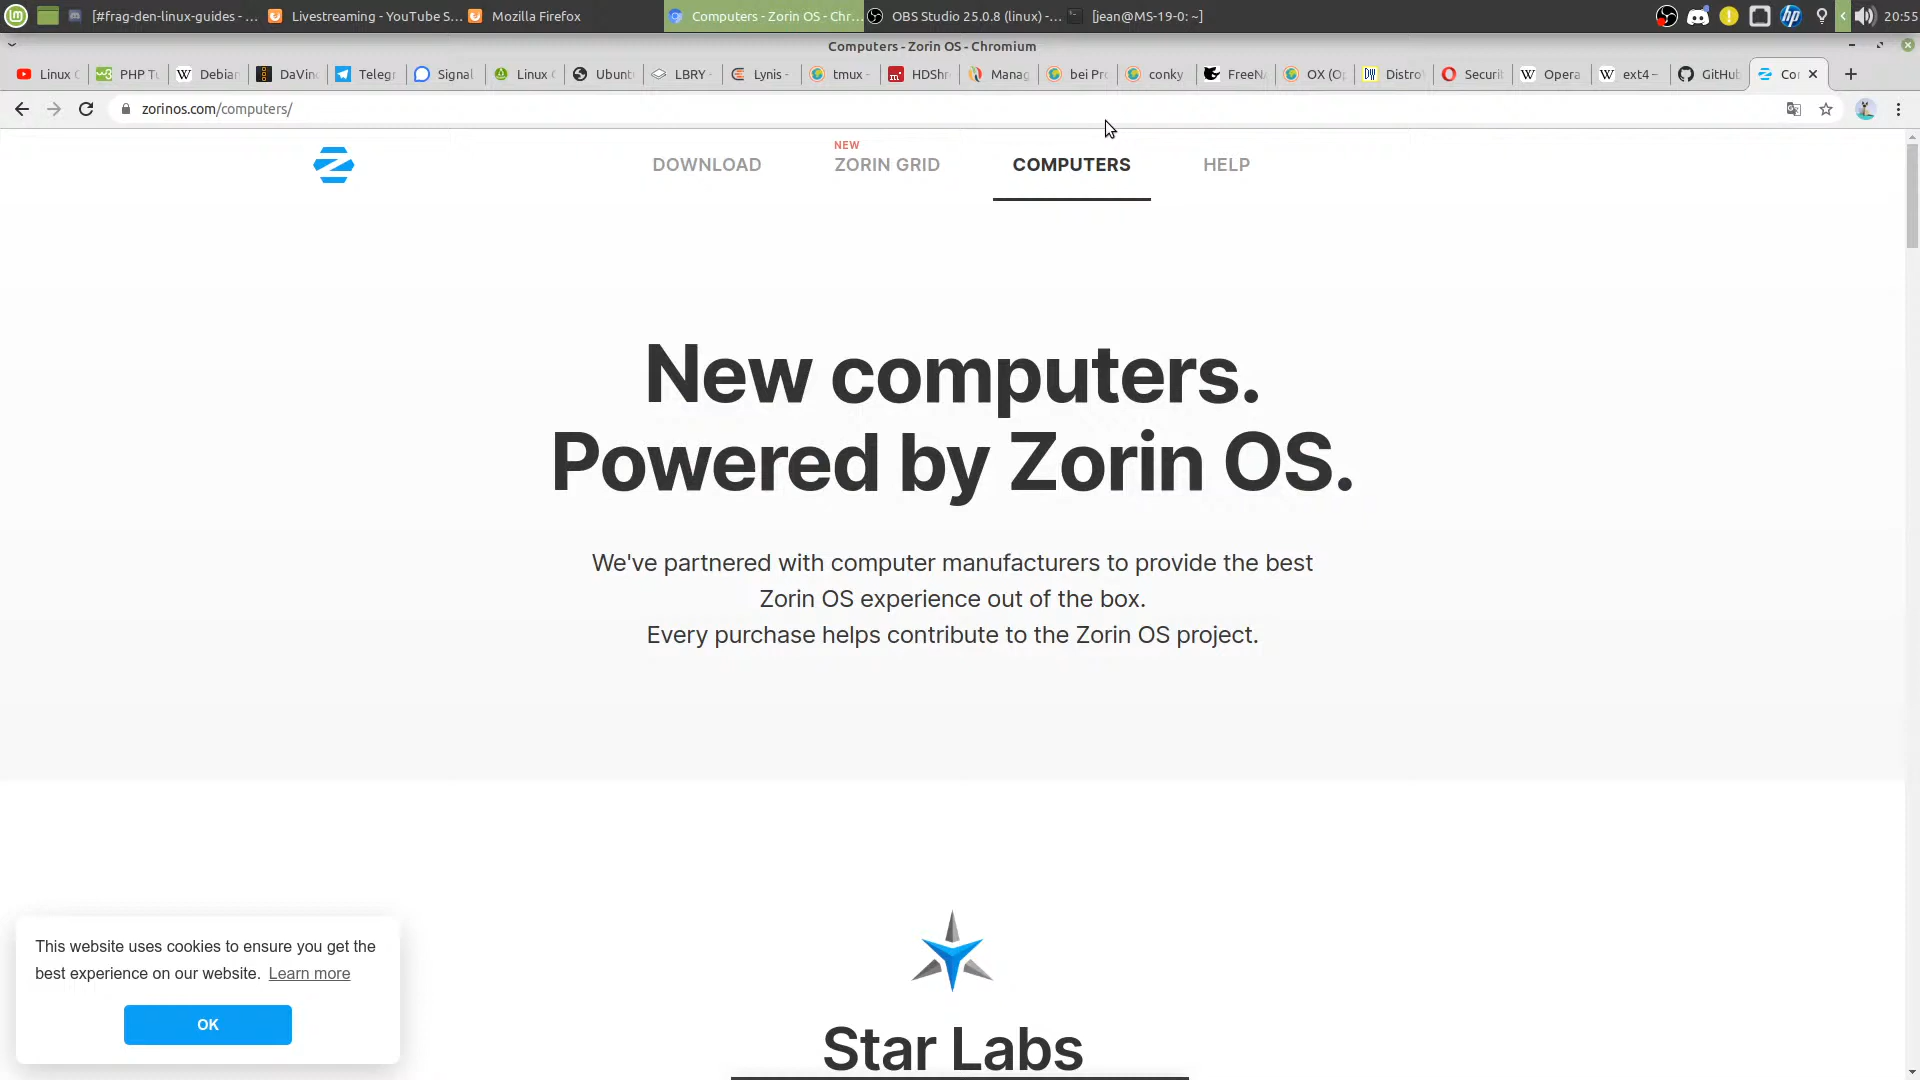 [#frag-den-linux-guides - ...
Livestreaming - YouTube S...
Mozilla Firefox
Computers - Zorin OS - Chr...
OBS Studio 25.0.8 (linux) -...
[jean@MS-19-0: ~]
hp
20:55
Computers - Zorin OS - Chromium
Linux
PHP Tu
Debian
DaVinc
Telegr
Signal
Linux
Ubunt
LBRY
Lynis -
tmux -
HDShr
Manag
bei Pro
conky
FreeNA
OX (Op
Distro
Securi
Opera
ext4 –
GitHub
Co
zorinos.com/computers/
DOWNLOAD
NEW
ZORIN GRID
COMPUTERS
HELP
New computers.
Powered by Zorin OS.
We've partnered with computer manufacturers to provide the best
Zorin OS experience out of the box.
Every purchase helps contribute to the Zorin OS project.
This website uses cookies to ensure you get the
best experience on our website. Learn more
OK
Star Labs